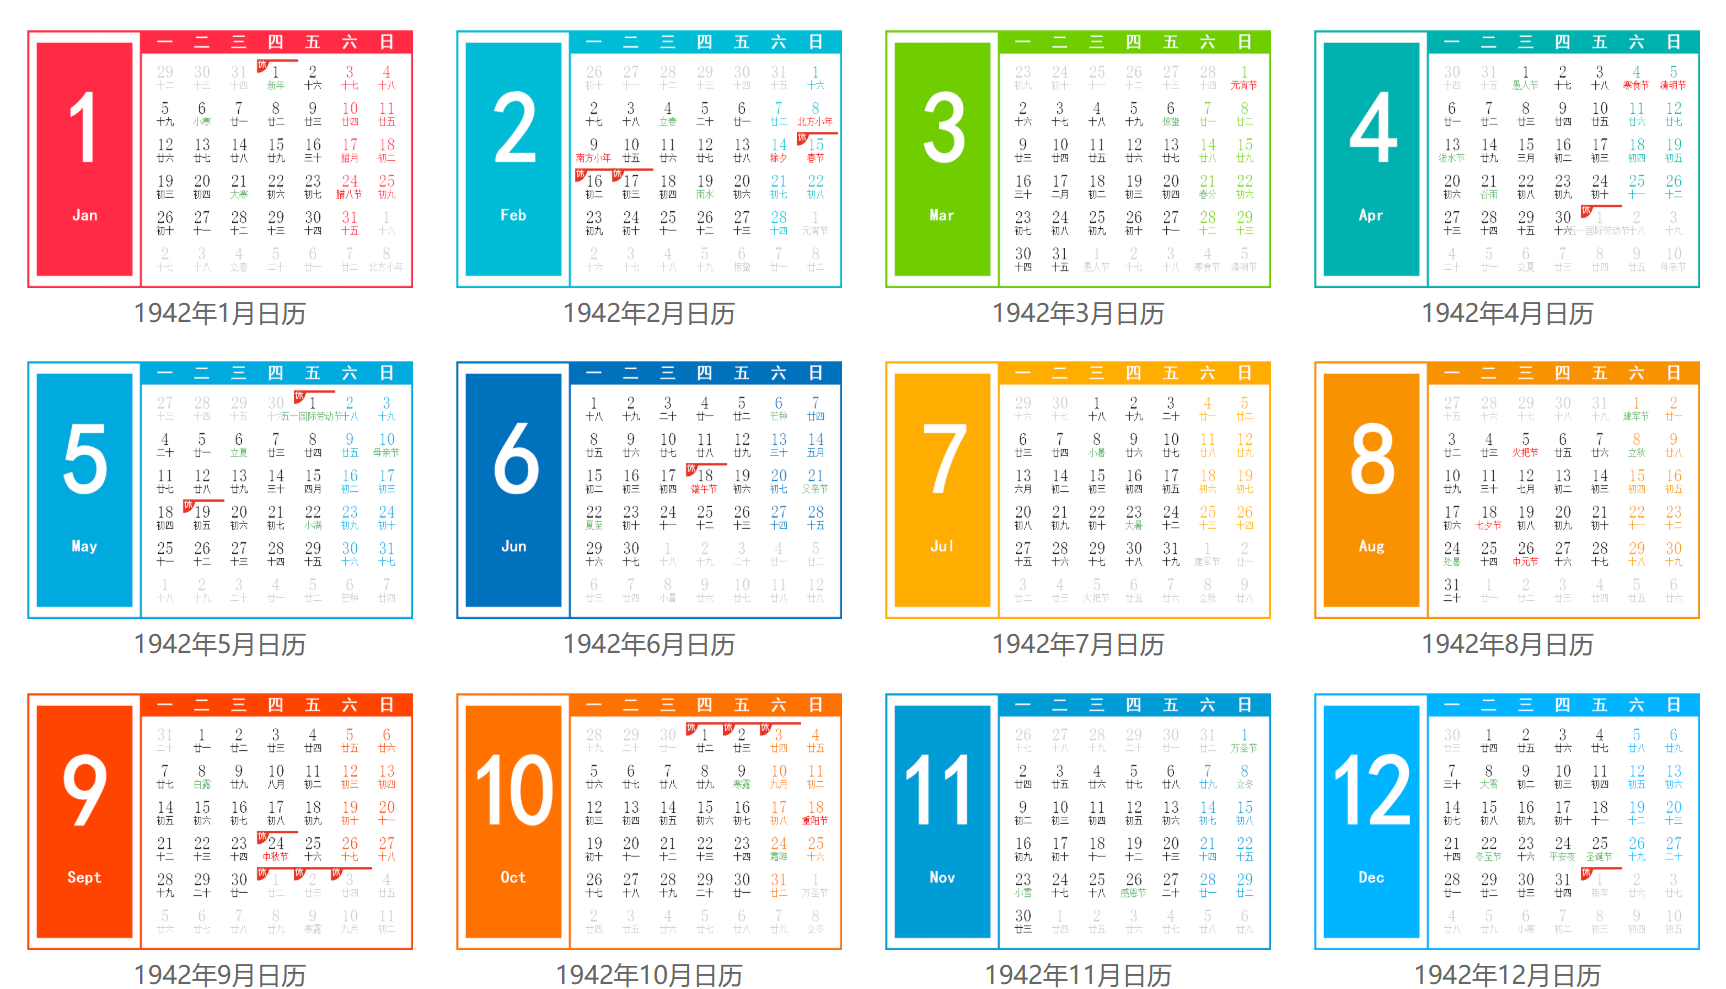 1
Jan
一 二 三 四 五 六 日
29 30 31 休 1 2 3 4
十二 十三 十四 新年 十六 十七 十八
5 6 7 8 9 10 11
十九 小寒 廿一 廿二 廿三 廿四 廿五
12 13 14 15 16 17 18
廿六 廿七 廿八 廿九 三十 腊月 初二
19 20 21 22 23 24 25
初三 初四 大寒 初六 初七 腊八节 初九
26 27 28 29 30 31 1
初十 十一 十二 十三 十四 十五 十六
2 3 4 5 6 7 8
十七 十八 立春 二十 廿一 廿二 北方小年
1942年1月日历
2
Feb
一 二 三 四 五 六 日
26 27 28 29 30 31 1
初十 十一 十二 十三 十四 十五 十六
2 3 4 5 6 7 8
十七 十八 立春 二十 廿一 廿二 北方小年
9 10 11 12 13 14 休 15
南方小年 廿五 廿六 廿七 廿八 除夕 春节
休 16 休 17 18 19 20 21 22
初二 初三 初四 雨水 初六 初七 初八
23 24 25 26 27 28 1
初九 初十 十一 十二 十三 十四 元宵节
2 3 4 5 6 7 8
十六 十七 十八 十九 惊蛰 廿一 廿二
1942年2月日历
3
Mar
一 二 三 四 五 六 日
23 24 25 26 27 28 1
初九 初十 十一 十二 十三 十四 元宵节
2 3 4 5 6 7 8
十六 十七 十八 十九 惊蛰 廿一 廿二
9 10 11 12 13 14 15
廿三 廿四 廿五 廿六 廿七 廿八 廿九
16 17 18 19 20 21 22
三十 二月 初二 初三 初四 春分 初六
23 24 25 26 27 28 29
初七 初八 初九 初十 十一 十二 十三
30 31 1 2 3 4 5
十四 十五 愚人节 十七 十八 寒食节 清明节
1942年3月日历
4
Apr
一 二 三 四 五 六 日
30 31 1 2 3 4 5
十四 十五 愚人节 十七 十八 寒食节 清明节
6 7 8 9 10 11 12
廿一 廿二 廿三 廿四 廿五 廿六 廿七
13 14 15 16 17 18 19
泼水节 廿九 三月 初二 初三 初四 初五
20 21 22 23 24 25 26
初六 谷雨 初八 初九 初十 十一 十二
27 28 29 30 休 1 2 3
十三 十四 十五 十六 五一国际劳动节 十八 十九
4 5 6 7 8 9 10
二十 廿一 立夏 廿三 廿四 廿五 母亲节
1942年4月日历
5
May
一 二 三 四 五 六 日
27 28 29 30 休 1 2 3
十三 十四 十五 十六 五一国际劳动节 十八 十九
4 5 6 7 8 9 10
二十 廿一 立夏 廿三 廿四 廿五 母亲节
11 12 13 14 15 16 17
廿七 廿八 廿九 三十 四月 初二 初三
18 休 19 20 21 22 23 24
初四 初五 初六 初七 小满 初九 初十
25 26 27 28 29 30 31
十一 十二 十三 十四 十五 十六 十七
1 2 3 4 5 6 7
十八 十九 二十 廿一 廿二 芒种 廿四
1942年5月日历
6
Jun
一 二 三 四 五 六 日
1 2 3 4 5 6 7
十八 十九 二十 廿一 廿二 芒种 廿四
8 9 10 11 12 13 14
廿五 廿六 廿七 廿八 廿九 三十 五月
15 16 17 休 18 19 20 21
初二 初三 初四 端午节 初六 初七 父亲节
22 23 24 25 26 27 28
夏至 初十 十一 十二 十三 十四 十五
29 30 1 2 3 4 5
十六 十七 十八 十九 二十 廿一 廿二
6 7 8 9 10 11 12
廿三 廿四 小暑 廿六 廿七 廿八 廿九
1942年6月日历
7
Jul
一 二 三 四 五 六 日
29 30 1 2 3 4 5
十六 十七 十八 十九 二十 廿一 廿二
6 7 8 9 10 11 12
廿三 廿四 小暑 廿六 廿七 廿八 廿九
13 14 15 16 17 18 19
六月 初二 初三 初四 初五 初六 初七
20 21 22 23 24 25 26
初八 初九 初十 大暑 十二 十三 十四
27 28 29 30 31 1 2
十五 十六 十七 十八 十九 建军节 廿一
3 4 5 6 7 8 9
廿二 廿三 火把节 廿五 廿六 立秋 廿八
1942年7月日历
8
Aug
一 二 三 四 五 六 日
27 28 29 30 31 1 2
十五 十六 十七 十八 十九 建军节 廿一
3 4 5 6 7 8 9
廿二 廿三 火把节 廿五 廿六 立秋 廿八
10 11 12 13 14 15 16
廿九 三十 七月 初二 初三 初四 初五
17 18 19 20 21 22 23
初六 七夕节 初八 初九 初十 十一 十二
24 25 26 27 28 29 30
处暑 十四 中元节 十六 十七 十八 十九
31 1 2 3 4 5 6
二十 廿一 廿二 廿三 廿四 廿五 廿六
1942年8月日历
9
Sept
一 二 三 四 五 六 日
31 1 2 3 4 5 6
二十 廿一 廿二 廿三 廿四 廿五 廿六
7 8 9 10 11 12 13
廿七 白露 廿九 八月 初二 初三 初四
14 15 16 17 18 19 20
初五 初六 初七 初八 初九 初十 十一
21 22 23 休 24 25 26 27
十二 十三 十四 中秋节 十六 十七 十八
28 29 30 休 1 休 2 休 3 4
十九 二十 廿一 廿二 廿三 廿四 廿五
5 6 7 8 9 10 11
廿六 廿七 廿八 廿九 寒露 九月 初二
1942年9月日历
10
Oct
一 二 三 四 五 六 日
28 29 30 休 1 休 2 休 3 4
十九 二十 廿一 廿二 廿三 廿四 廿五
5 6 7 8 9 10 11
廿六 廿七 廿八 廿九 寒露 九月 初二
12 13 14 15 16 17 18
初三 初四 初五 初六 初七 初八 重阳节
19 20 21 22 23 24 25
初十 十一 十二 十三 十四 霜降 十六
26 27 28 29 30 31 1
十七 十八 十九 二十 廿一 廿二 万圣节
2 3 4 5 6 7 8
廿四 廿五 廿六 廿七 廿八 廿九 立冬
1942年10月日历
11
Nov
一 二 三 四 五 六 日
26 27 28 29 30 31 1
十七 十八 十九 二十 廿一 廿二 万圣节
2 3 4 5 6 7 8
廿四 廿五 廿六 廿七 廿八 廿九 立冬
9 10 11 12 13 14 15
初二 初三 初四 初五 初六 初七 初八
16 17 18 19 20 21 22
初九 初十 十一 十二 十三 十四 十五
23 24 25 26 27 28 29
小雪 十七 十八 感恩节 二十 廿一 廿二
30 1 2 3 4 5 6
廿三 廿四 廿五 廿六 廿七 廿八 廿九
1942年11月日历
12
Dec
一 二 三 四 五 六 日
30 1 2 3 4 5 6
廿三 廿四 廿五 廿六 廿七 廿八 廿九
7 8 9 10 11 12 13
三十 大雪 初二 初三 初四 初五 初六
14 15 16 17 18 19 20
初七 初八 初九 初十 十一 十二 十三
21 22 23 24 25 26 27
十四 冬至节 十六 平安夜 圣诞节 十九 二十
28 29 30 31 休 1 2 3
廿一 廿二 廿三 廿四 新年 廿六 廿七
4 5 6 7 8 9 10
廿八 廿九 小寒 初二 初三 初四 初五
1942年12月日历